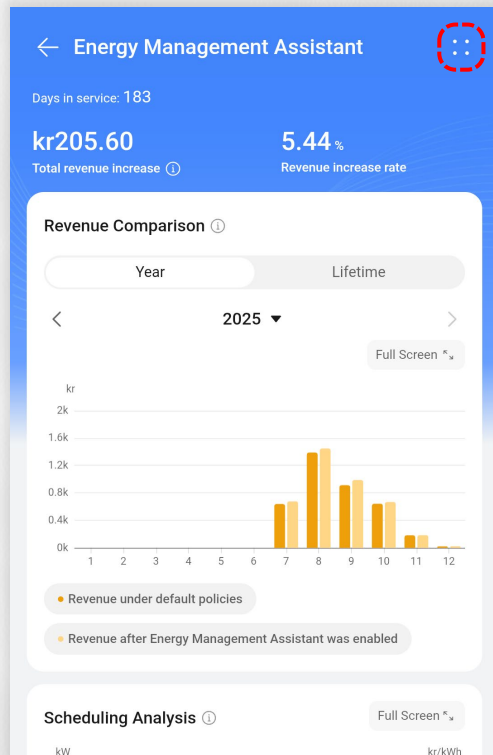 Energy Management Assistant
Days in service: 183
kr205.60
5.44 %
Total revenue increase
Revenue increase rate
Revenue Comparison
Year
Lifetime
2025
Full Screen
kr
2k
1.6k
1.2k
0.8k
0.4k
0k
1 2 3 4 5 6 7 8 9 10 11 12
Revenue under default policies
Revenue after Energy Management Assistant was enabled
Scheduling Analysis
Full Screen
kW
kr/kWh